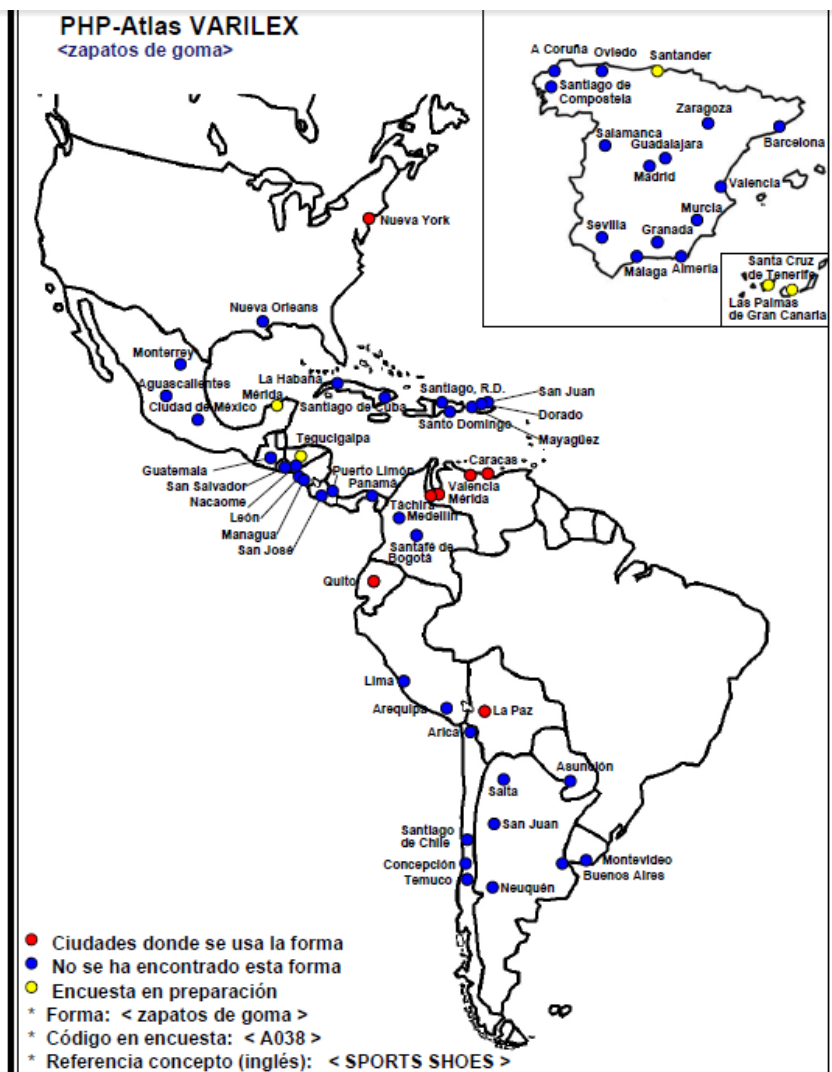 PHP-Atlas VARILEX
<zapatos de goma>
A Coruña
Oviedo
Santander
Santiago de
Compostela
Zaragoza
Salamanca
Guadalajara
Barcelona
Madrid
Valencia
Murcia
Sevilla
Granada
Málaga
Almeria
Santa Cruz
de Tenerife
Las Palmas
de Gran Canaria
Nueva York
Nueva Orleans
Monterrey
La Habana
Aguascalientes
Mérida
Ciudad de México
Santiago de Cuba
Santiago, R.D.
San Juan
Dorado
Santo Domingo
Mayagüez
Tegucigalpa
Guatemala
San Salvador
Nacaome
León
Managua
San José
Puerto Limón
Panamá
Caracas
Valencia
Mérida
Táchira
Medellín
Santafé de
Bogotá
Quito
Lima
Arequipa
La Paz
Arica
Asunción
Salta
San Juan
Santiago
de Chile
Concepción
Montevideo
Buenos Aires
Temuco
Neuquén
Ciudades donde se usa la forma
No se ha encontrado esta forma
Encuesta en preparación
* Forma: < zapatos de goma >
* Código en encuesta: < A038 >
* Referencia concepto (inglés): < SPORTS SHOES >